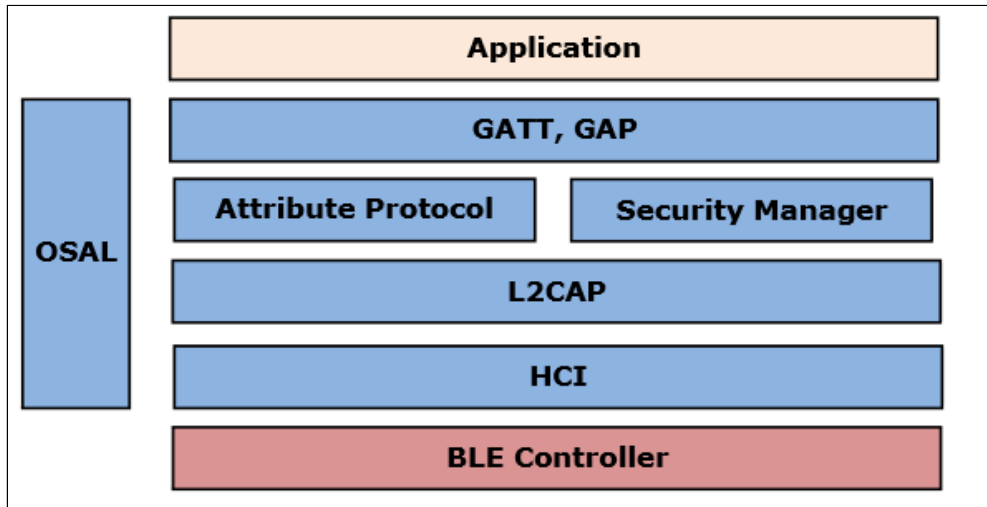 Application
GATT, GAP
Attribute Protocol
Security Manager
OSAL
L2CAP
HCI
BLE Controller